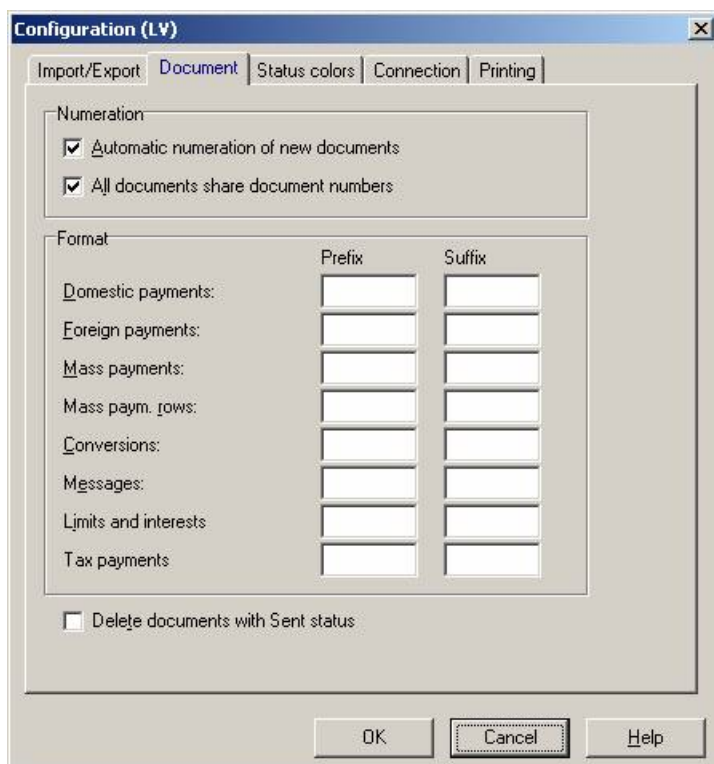 Configuration (LV)
Import/Export Document Status colors Connection Printing
Numeration
Automatic numeration of new documents
All documents share document numbers
Format
Prefix Suffix
Domestic payments:
Foreign payments:
Mass payments:
Mass paym. rows:
Conversions:
Messages:
Limits and interests
Tax payments
Delete documents with Sent status
OK Cancel Help